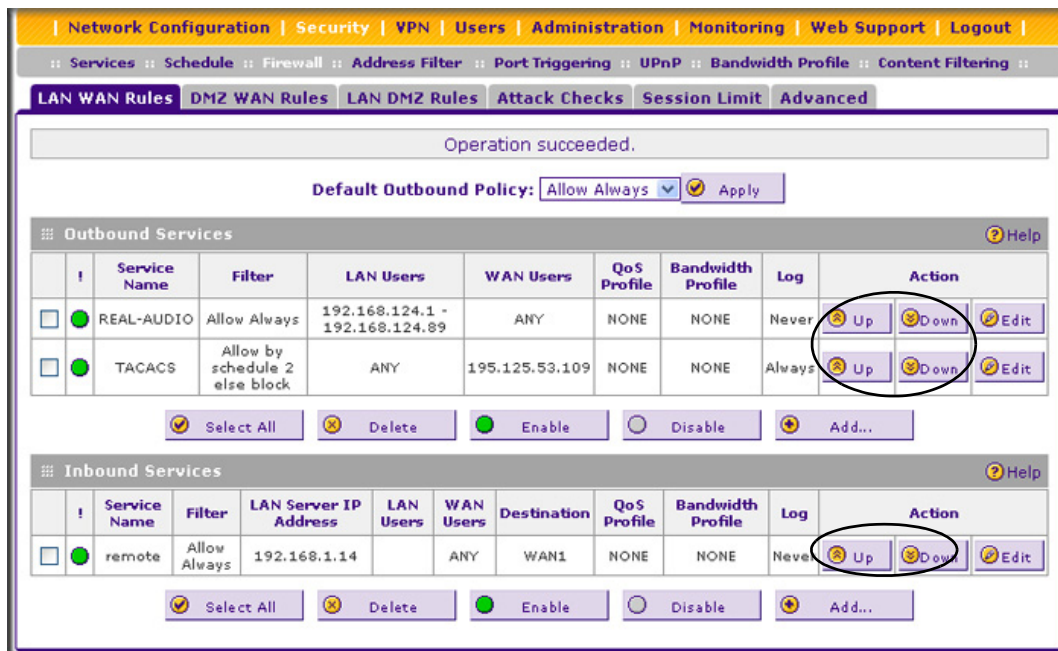 Network Configuration | Security | VPN | Users | Administration | Monitoring | Web Support | Logout |
:: Services :: Schedule :: Firewall :: Address Filter :: Port Triggering :: UPnP :: Bandwidth Profile :: Content Filtering ::
LAN WAN Rules DMZ WAN Rules LAN DMZ Rules Attack Checks Session Limit Advanced
Operation succeeded.
Default Outbound Policy: Allow Always Apply
Outbound Services ? Help
! Service Name Filter LAN Users WAN Users QoS Profile Bandwidth Profile Log Action
REAL-AUDIO Allow Always 192.168.124.1 - 192.168.124.89 ANY NONE NONE Never Up Down Edit
TACACS Allow by schedule 2 else block ANY 195.125.53.109 NONE NONE Always Up Down Edit
Select All Delete Enable Disable Add...
Inbound Services ? Help
! Service Name Filter LAN Server IP Address LAN Users WAN Users Destination QoS Profile Bandwidth Profile Log Action
remote Allow Always 192.168.1.14 ANY WAN1 NONE NONE Never Up Down Edit
Select All Delete Enable Disable Add...